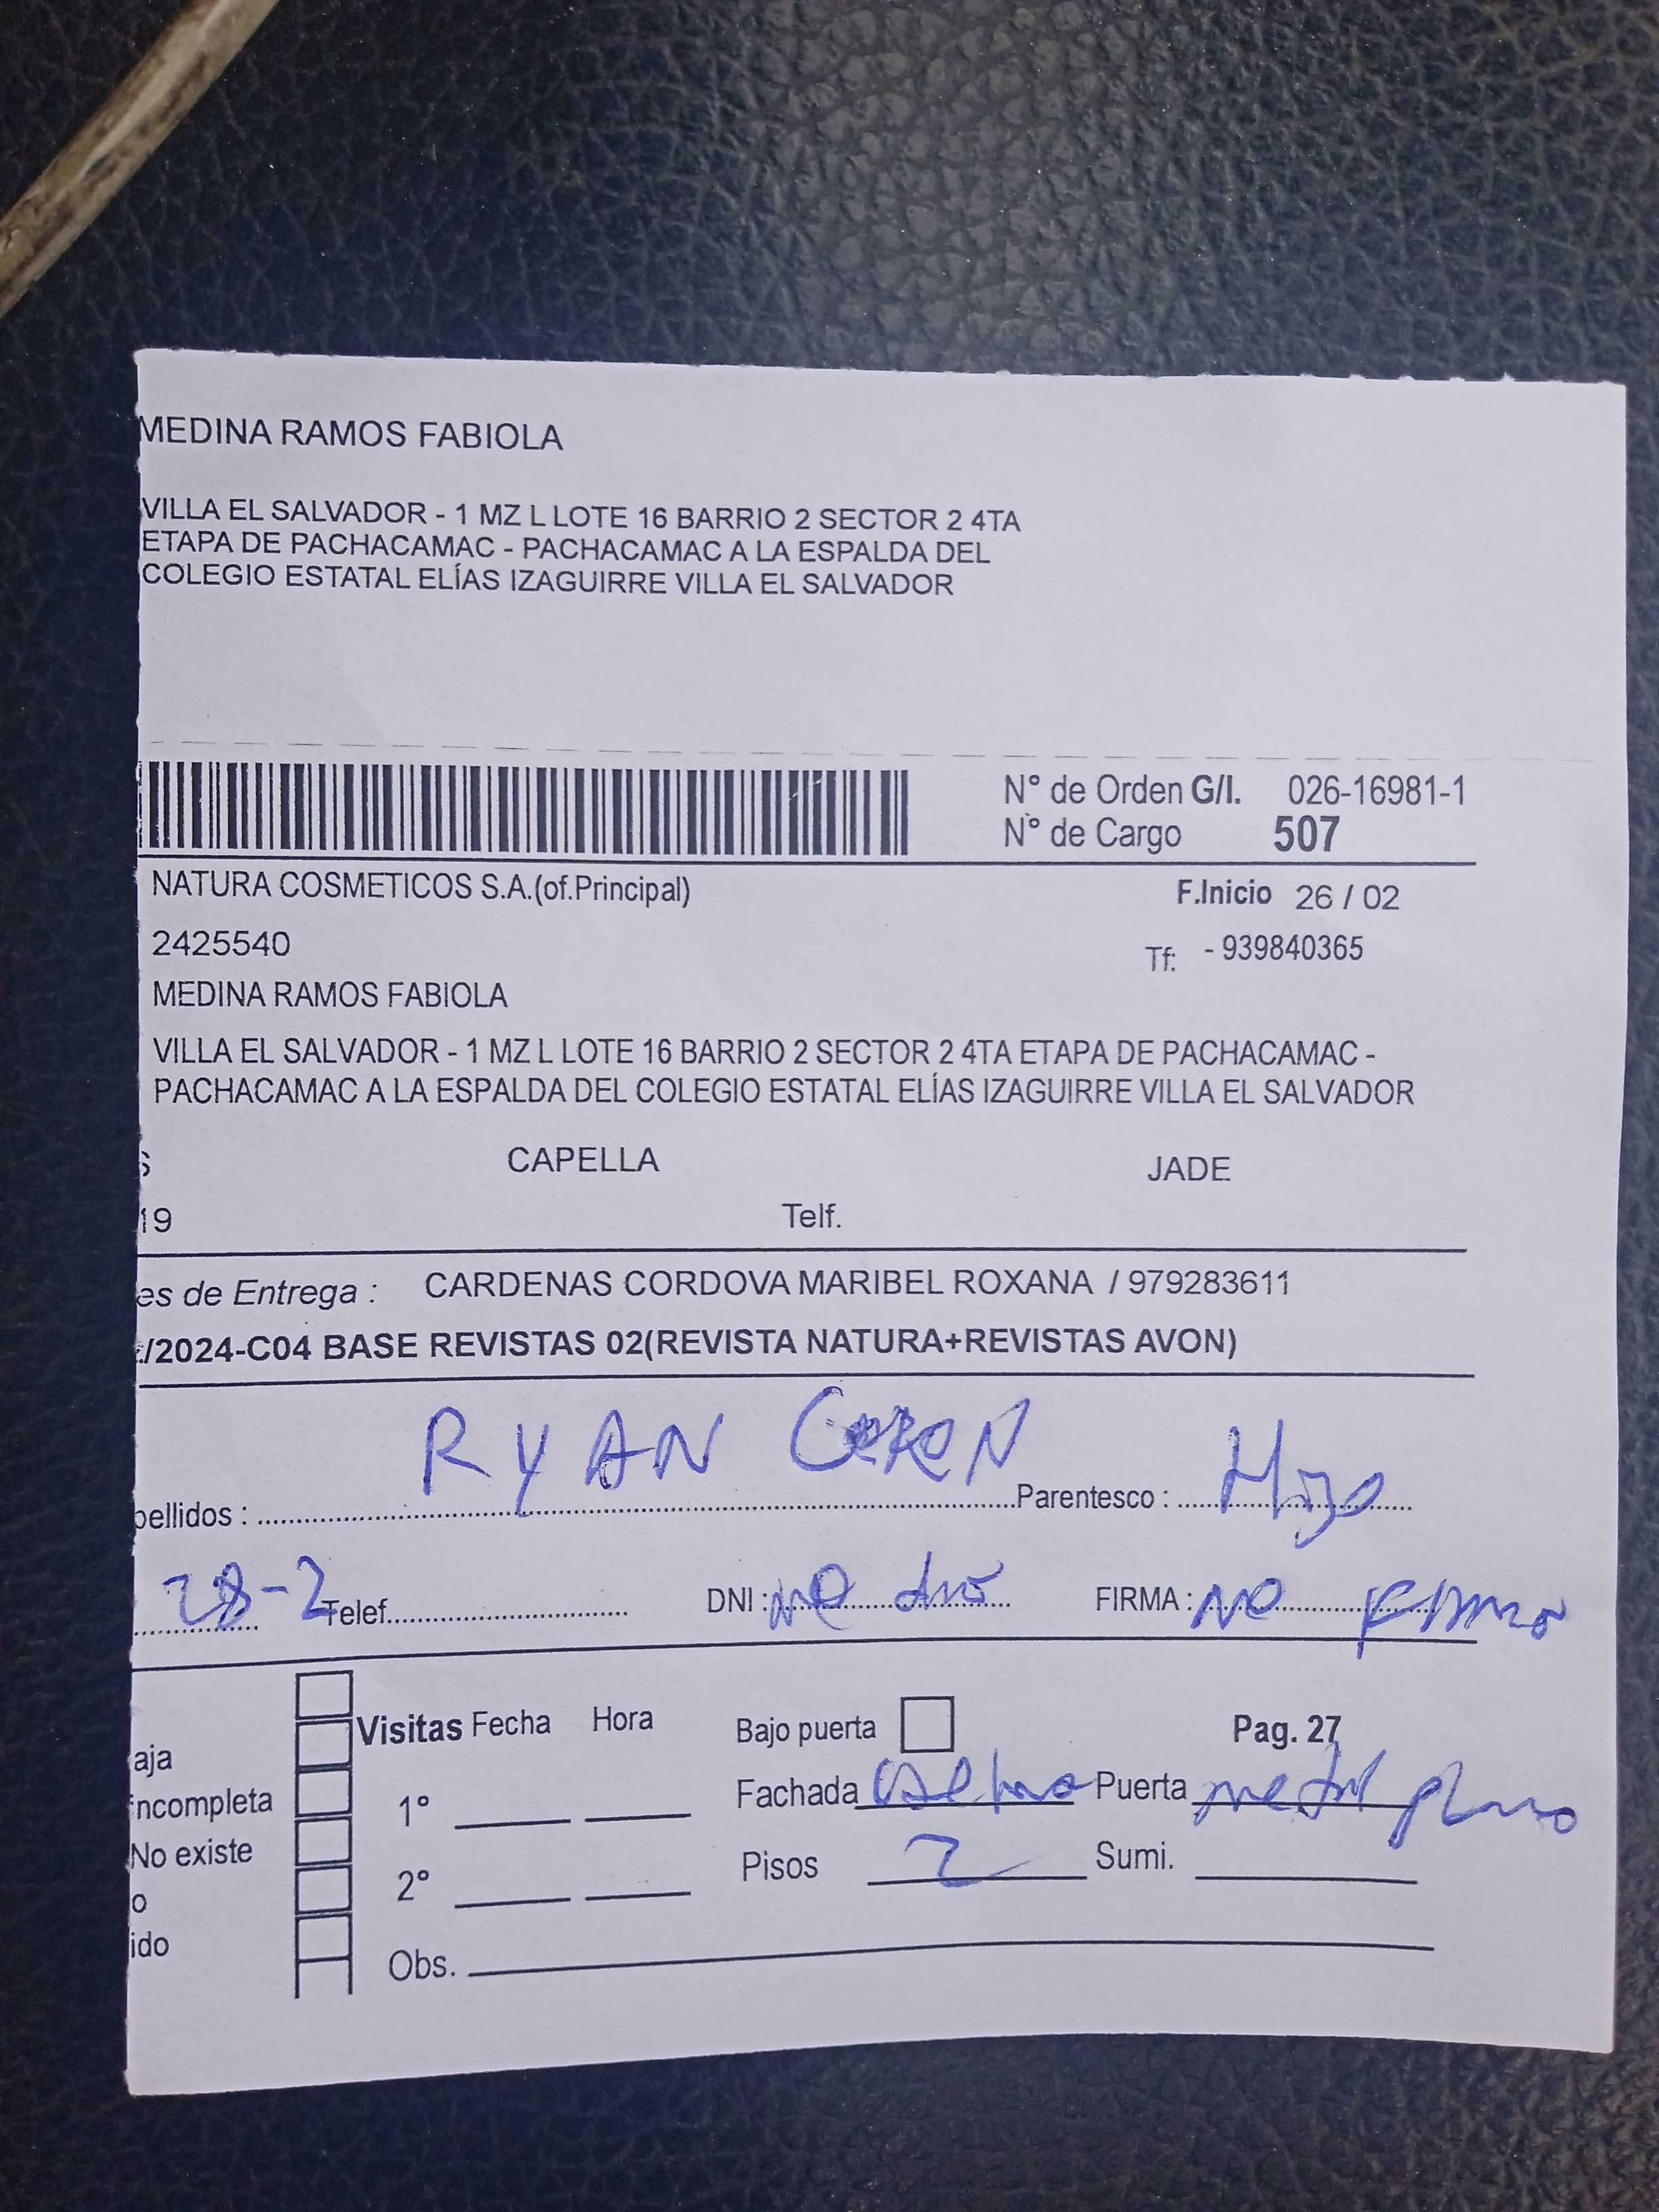 MEDINA RAMOS FABIOLA
VILLA EL SALVADOR - 1 MZ L LOTE 16 BARRIO 2 SECTOR 2 4TA
ETAPA DE PACHACAMAC - PACHACAMAC A LA ESPALDA DEL
COLEGIO ESTATAL ELÍAS IZAGUIRRE VILLA EL SALVADOR
N° de Orden G/I. 026-16981-1
N° de Cargo 507
NATURA COSMETICOS S.A.(of.Principal) F.Inicio 26 / 02
2425540 Tf: - 939840365
MEDINA RAMOS FABIOLA
VILLA EL SALVADOR - 1 MZ L LOTE 16 BARRIO 2 SECTOR 2 4TA ETAPA DE PACHACAMAC -
PACHACAMAC A LA ESPALDA DEL COLEGIO ESTATAL ELÍAS IZAGUIRRE VILLA EL SALVADOR
S CAPELLA JADE
19 Telf.
es de Entrega : CARDENAS CORDOVA MARIBEL ROXANA / 979283611
/2024-C04 BASE REVISTAS 02(REVISTA NATURA+REVISTAS AVON)
RYAN
pellidos : Parentesco : Hijo
28-2 Telef. DNI : no dio FIRMA : NO firmo
Visitas Fecha Hora Bajo puerta Pag. 27
aja
ncompleta 1° Fachada Puerta metal
No existe
o 2° Pisos 2 Sumi.
ido
Obs.